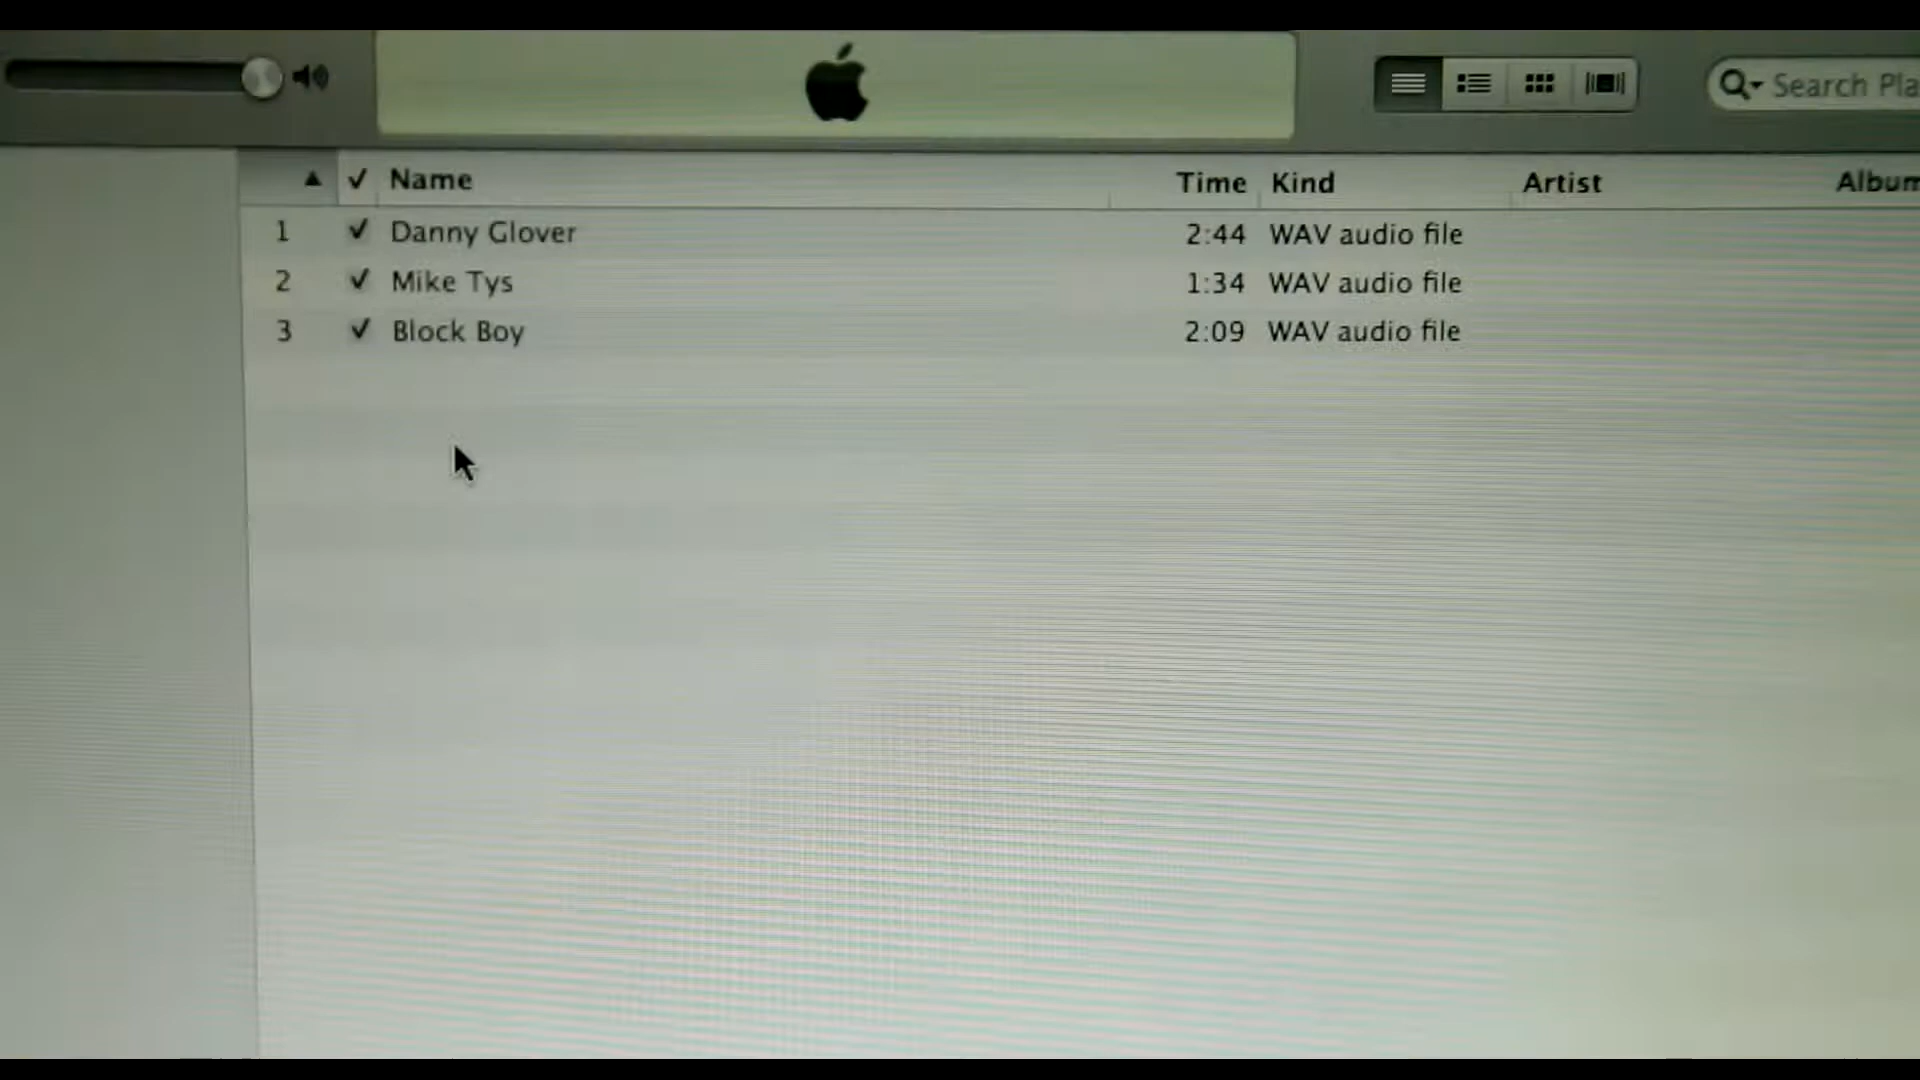 Search Pla
✓ Name Time Kind Artist Album
1 ✓ Danny Glover 2:44 WAV audio file
2 ✓ Mike Tys 1:34 WAV audio file
3 ✓ Block Boy 2:09 WAV audio file